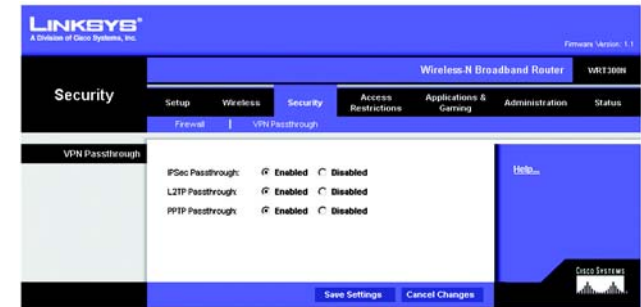 LINKSYS®
A Division of Cisco Systems, Inc.
Firmware Version: 1.1
Wireless-N Broadband Router WRT300N
Security
Setup Wireless Security Access Restrictions Applications & Gaming Administration Status
Firewall | VPN Passthrough
VPN Passthrough
IPSec Passthrough: Enabled Disabled
Help...
L2TP Passthrough: Enabled Disabled
PPTP Passthrough: Enabled Disabled
CISCO SYSTEMS
Save Settings Cancel Changes